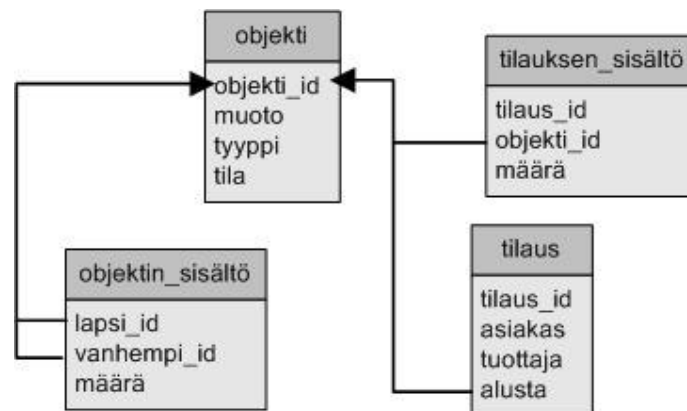 objekti
objekti_id
muoto
tyyppi
tila
tilauksen_sisältö
tilaus_id
objekti_id
määrä
objektin_sisältö
lapsi_id
vanhempi_id
määrä
tilaus
tilaus_id
asiakas
tuottaja
alusta